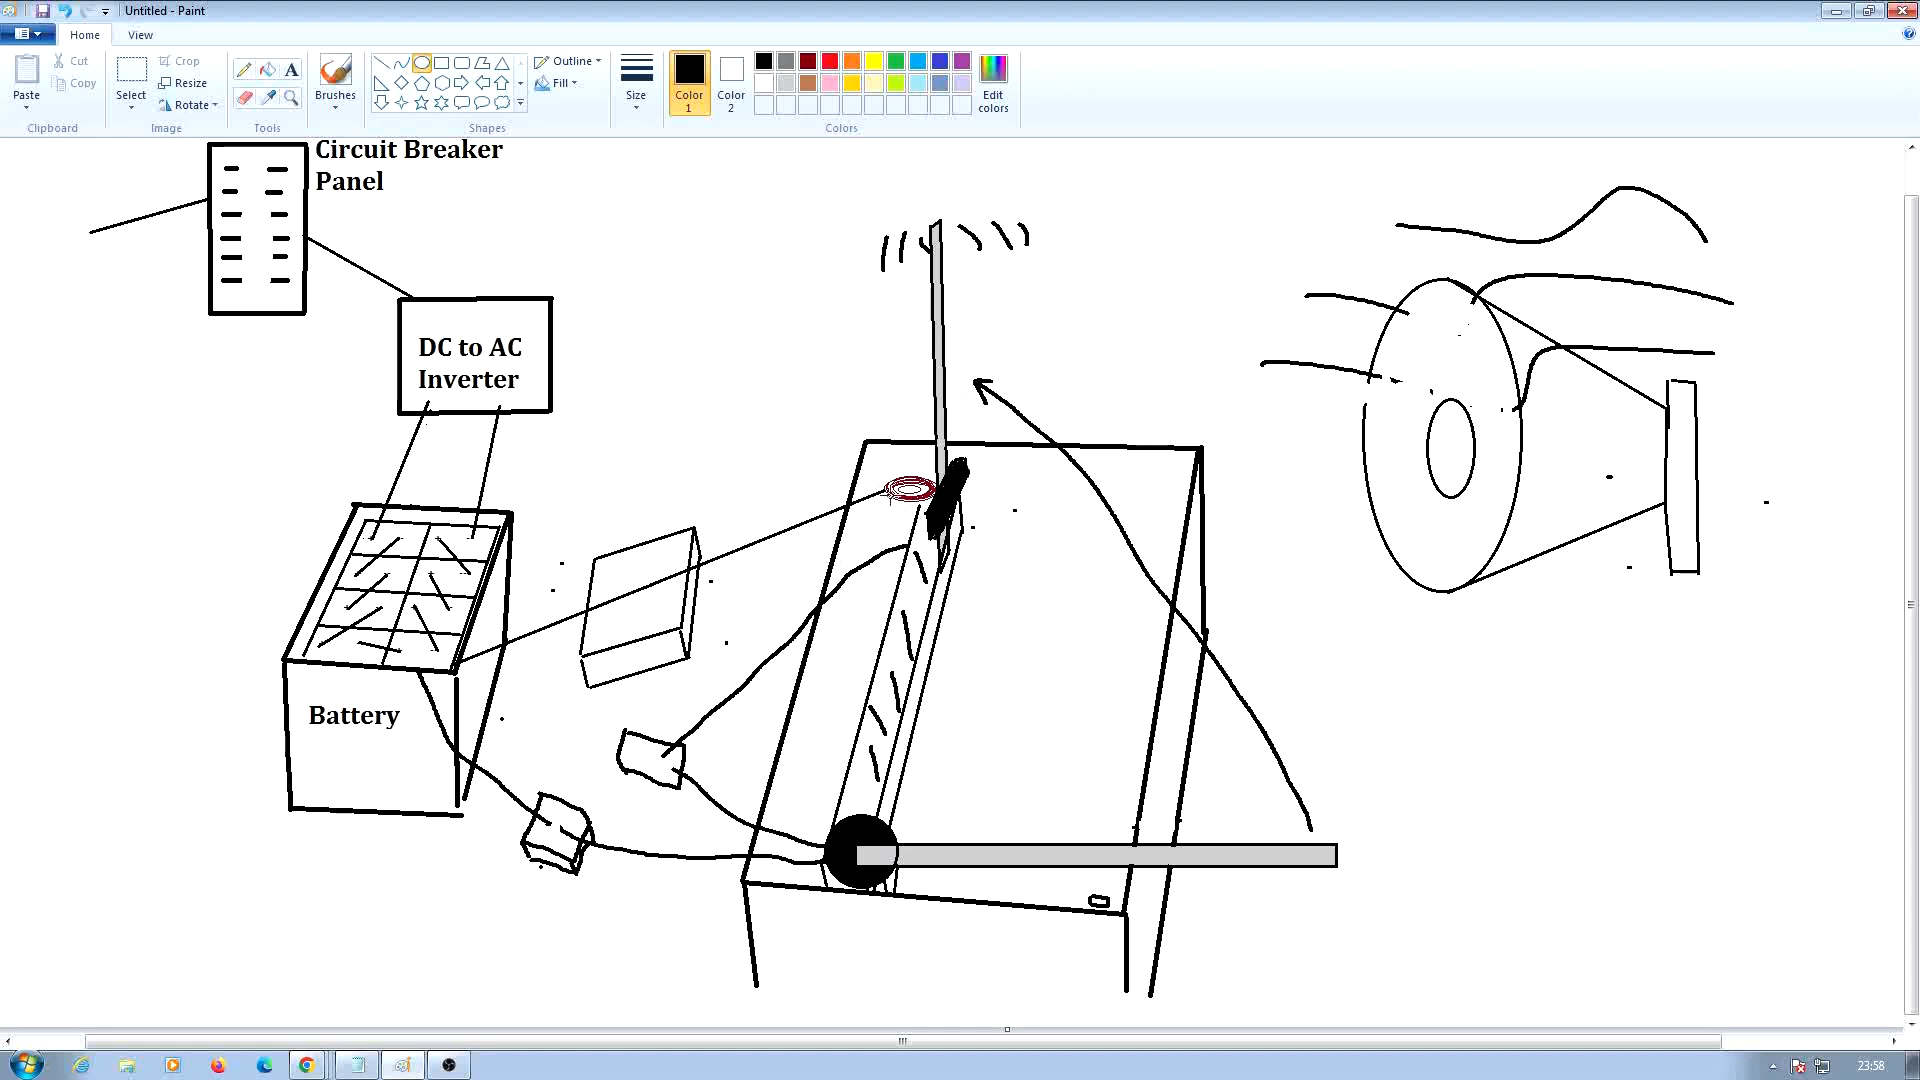 Untitled - Paint
Home
View
Paste
Cut
Copy
Clipboard
Select
Crop
Resize
Rotate
Image
A
Tools
Brushes
Shapes
Outline
Fill
Size
Color
1
Color
2
Edit
colors
Colors
Circuit Breaker
Panel
DC to AC
Inverter
Battery
23:58